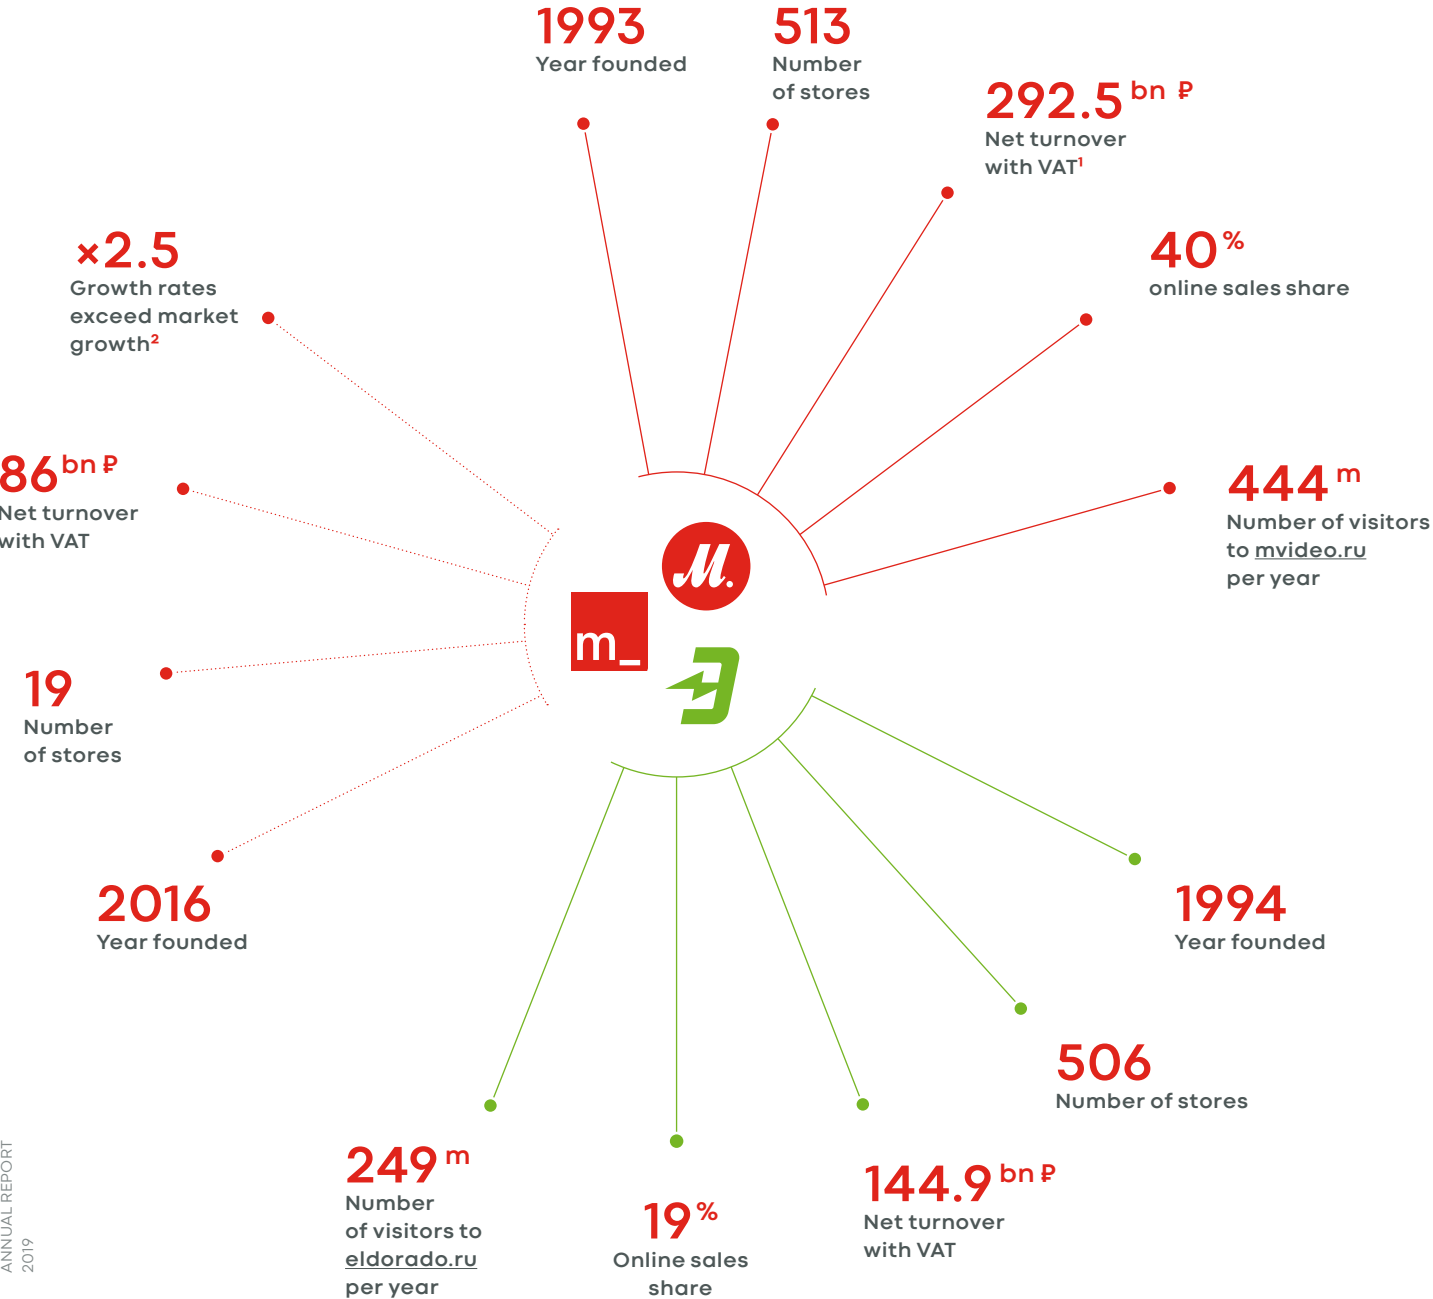 1993
Year founded
513
Number
of stores
292.5 bn ₽
Net turnover
with VAT¹
40%
online sales share
444 m
Number of visitors
to mvideo.ru
per year
×2.5
Growth rates
exceed market
growth²
86 bn ₽
Net turnover
with VAT
19
Number
of stores
2016
Year founded
M.
m_
1994
Year founded
506
Number of stores
144.9 bn ₽
Net turnover
with VAT
19%
Online sales
share
249 m
Number
of visitors to
eldorado.ru
per year
ANNUAL REPORT
2019